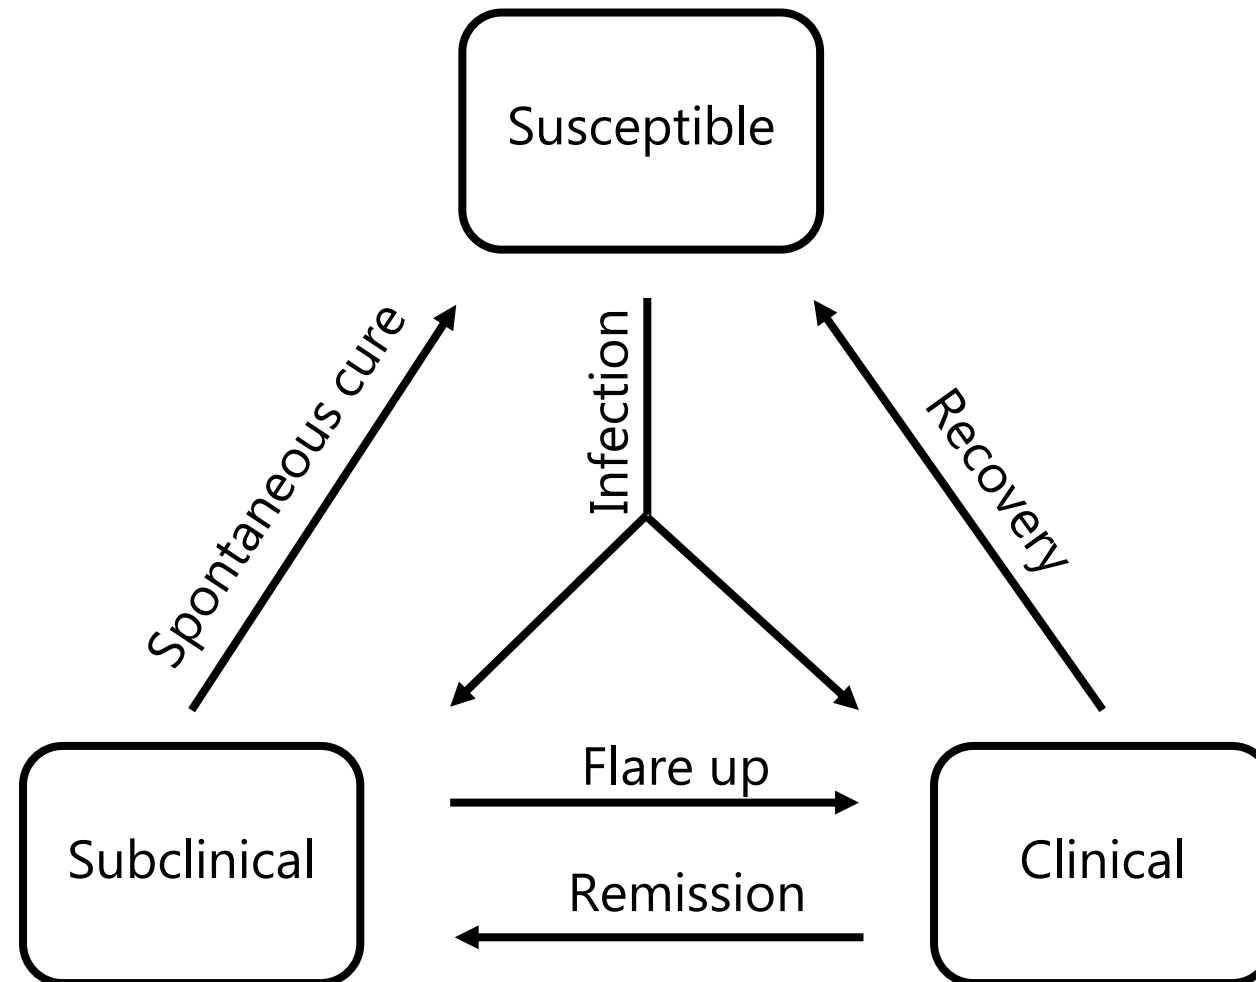 Susceptible
Spontaneous cure
Infection
Recovery
Flare up
Subclinical
Clinical
Remission